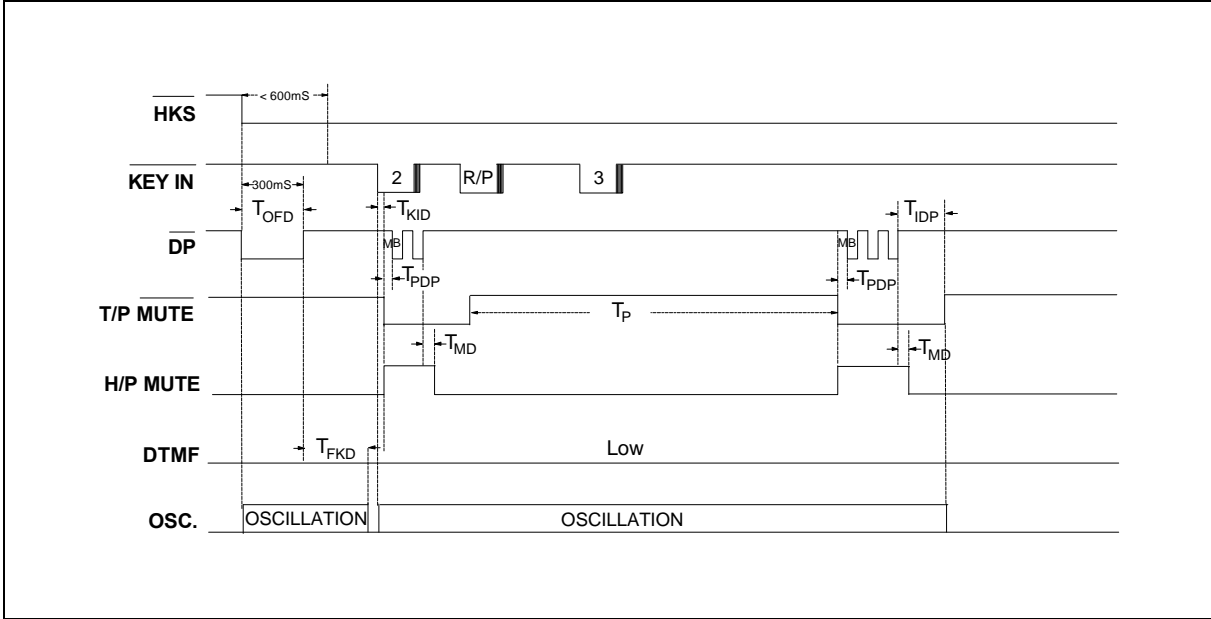 < 600mS
HKS
KEY IN
2
R/P
3
300mS
TOFD
TKID
TIDP
DP
MB
MB
TPDP
TPDP
T/P MUTE
TP
TMD
TMD
H/P MUTE
DTMF
TFKD
Low
OSC.
OSCILLATION
OSCILLATION